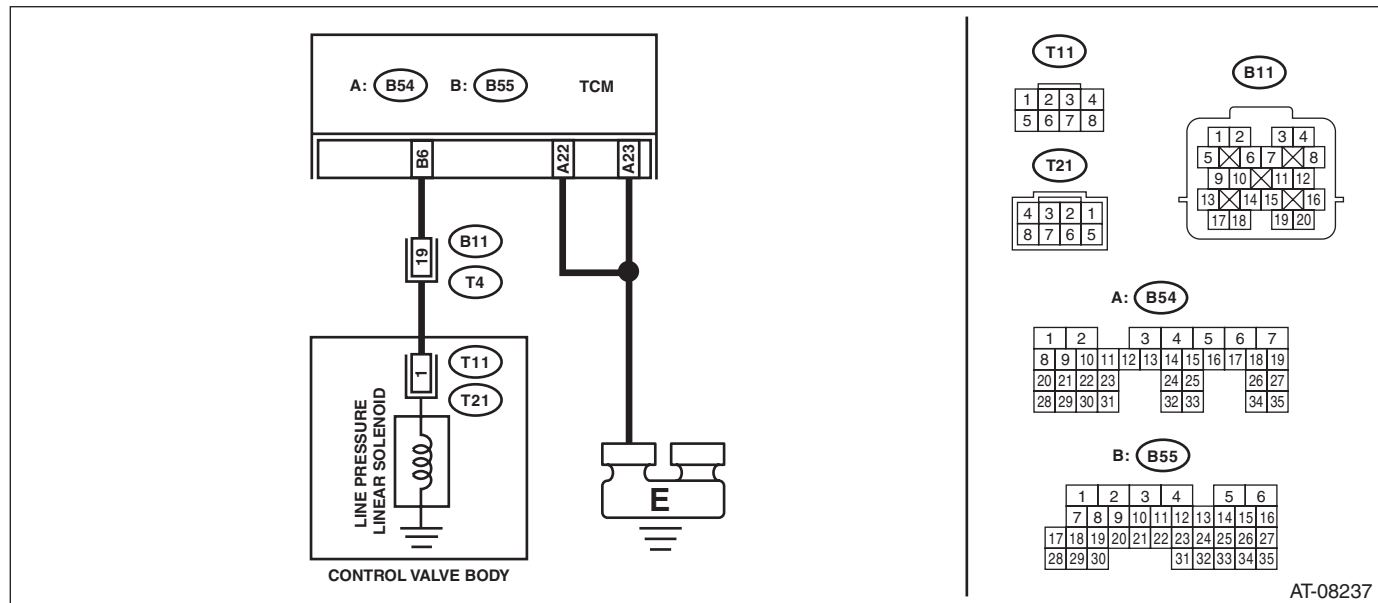 A: B54 B: B55 TCM
B6 A22 A23
19
B11
T4
1
T11
T21
LINE PRESSURE
LINEAR SOLENOID
CONTROL VALVE BODY
E
T11
1 2 3 4
5 6 7 8
T21
4 3 2 1
8 7 6 5
B11
1 2 3 4
5 6 7 8
9 10 11 12
13 14 15 16
17 18 19 20
A: B54
1 2 3 4 5 6 7
8 9 10 11 12 13 14 15 16 17 18 19
20 21 22 23 24 25 26 27
28 29 30 31 32 33 34 35
B: B55
1 2 3 4 5 6
7 8 9 10 11 12 13 14 15 16
17 18 19 20 21 22 23 24 25 26 27
28 29 30 31 32 33 34 35
AT-08237